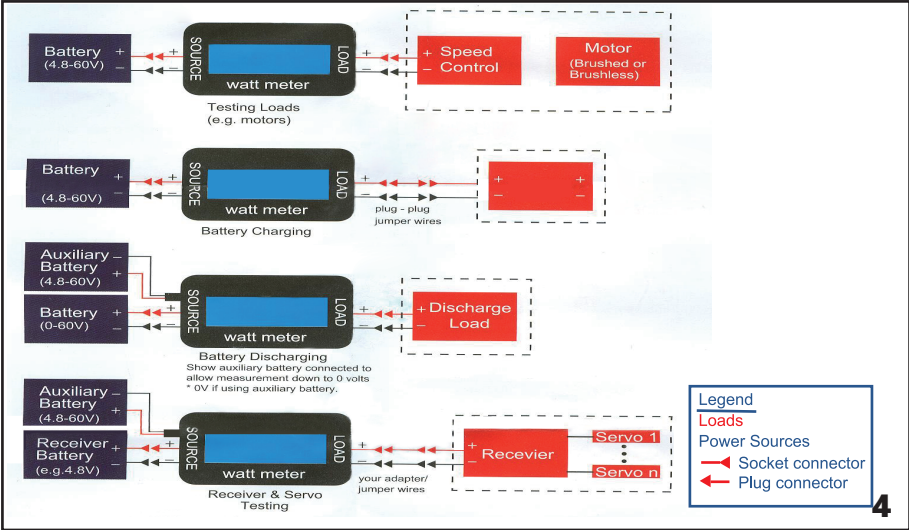 Battery + + SOURCE LOAD + + Speed Control Motor
(4.8-60V) – – – – (Brushed or Brushless)
watt meter
Testing Loads
(e.g. motors)
Battery + + SOURCE LOAD + + +
(4.8-60V) – – – – –
watt meter
plug - plug
jumper wires
Battery Charging
Auxiliary –
Battery +
(4.8-60V)
Battery + + SOURCE LOAD + + Discharge
(0-60V) – – – – Load
watt meter
Battery Discharging
Show auxiliary battery connected to
allow measurement down to 0 volts
* 0V if using auxiliary battery.
Auxiliary –
Battery +
(4.8-60V)
Receiver + + SOURCE LOAD + + Recevier Servo 1
Battery – – – – Servo n
(e.g.4.8V)
watt meter
your adapter/
jumper wires
Receiver & Servo
Testing
Legend
Loads
Power Sources
Socket connector
Plug connector
4